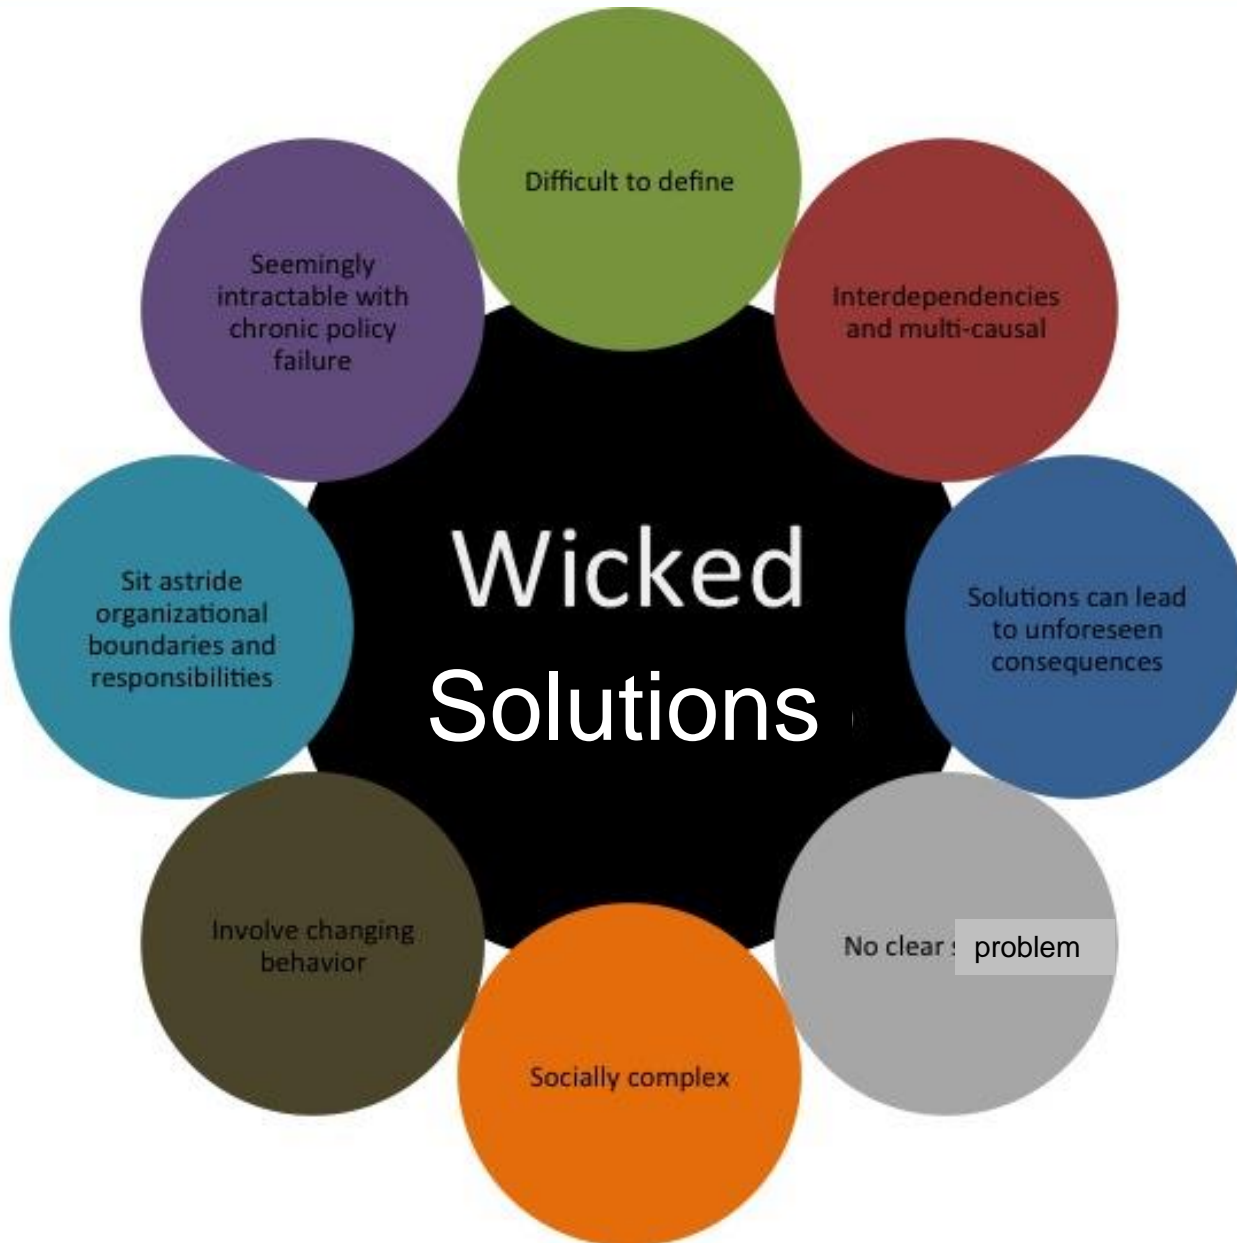 Difficult to define
Seemingly
intractable with
chronic policy
failure
Interdependencies
and multi-causal
Wicked
Solutions
Sit astride
organizational
boundaries and
responsibilities
Solutions can lead
to unforeseen
consequences
Involve changing
behavior
No clear problem
Socially complex